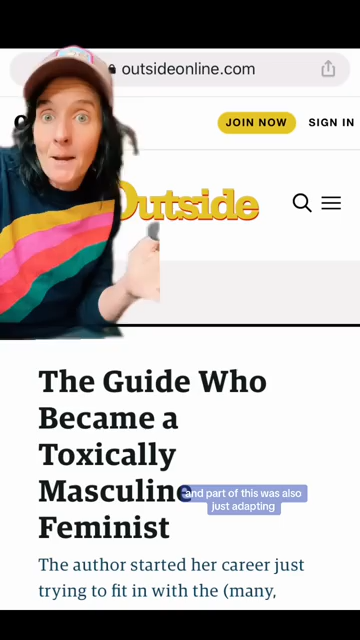 outsideonline.com
JOIN NOW SIGN IN
Outside
The Guide Who
Became a
Toxically
Masculine
Feminist
and part of this was also
just adapting
The author started her career just
trying to fit in with the (many,